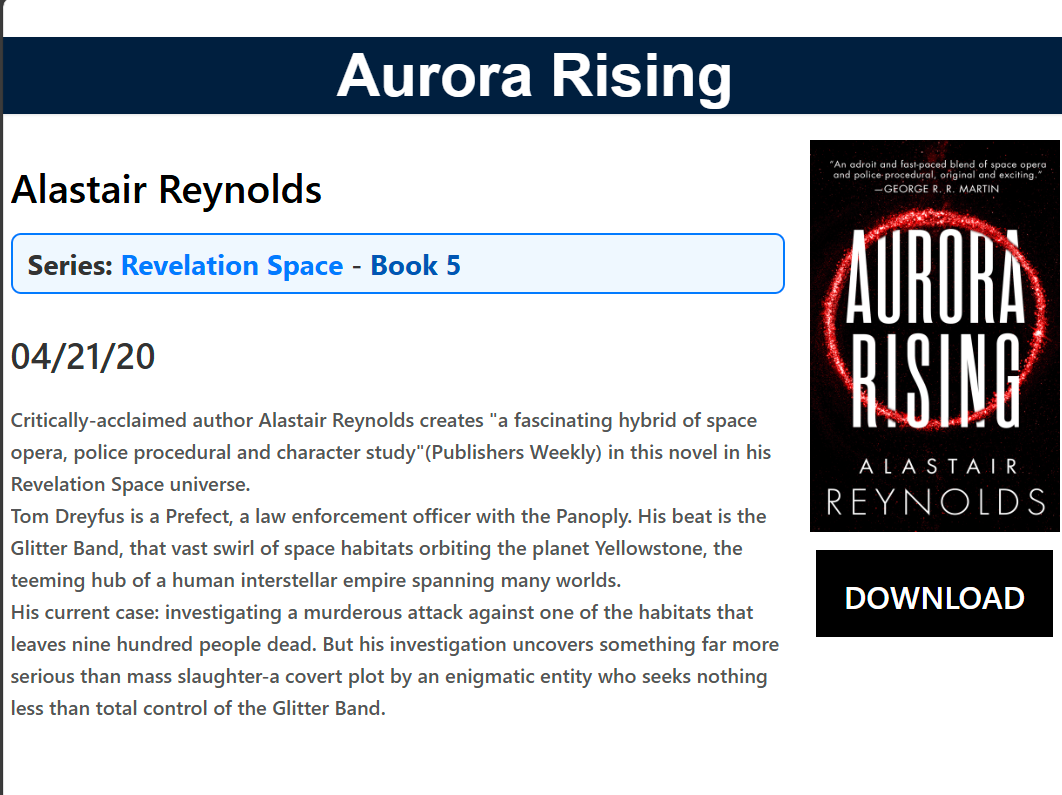 Aurora Rising
Alastair Reynolds
Series: Revelation Space - Book 5
04/21/20
Critically-acclaimed author Alastair Reynolds creates "a fascinating hybrid of space
opera, police procedural and character study"(Publishers Weekly) in this novel in his
Revelation Space universe.
Tom Dreyfus is a Prefect, a law enforcement officer with the Panoply. His beat is the
Glitter Band, that vast swirl of space habitats orbiting the planet Yellowstone, the
teeming hub of a human interstellar empire spanning many worlds.
His current case: investigating a murderous attack against one of the habitats that
leaves nine hundred people dead. But his investigation uncovers something far more
serious than mass slaughter-a covert plot by an enigmatic entity who seeks nothing
less than total control of the Glitter Band.
"An adroit and fast-paced blend of space opera
and police procedural, original and exciting."
—GEORGE R. R. MARTIN
AURORA
RISING
ALASTAIR
REYNOLDS
DOWNLOAD